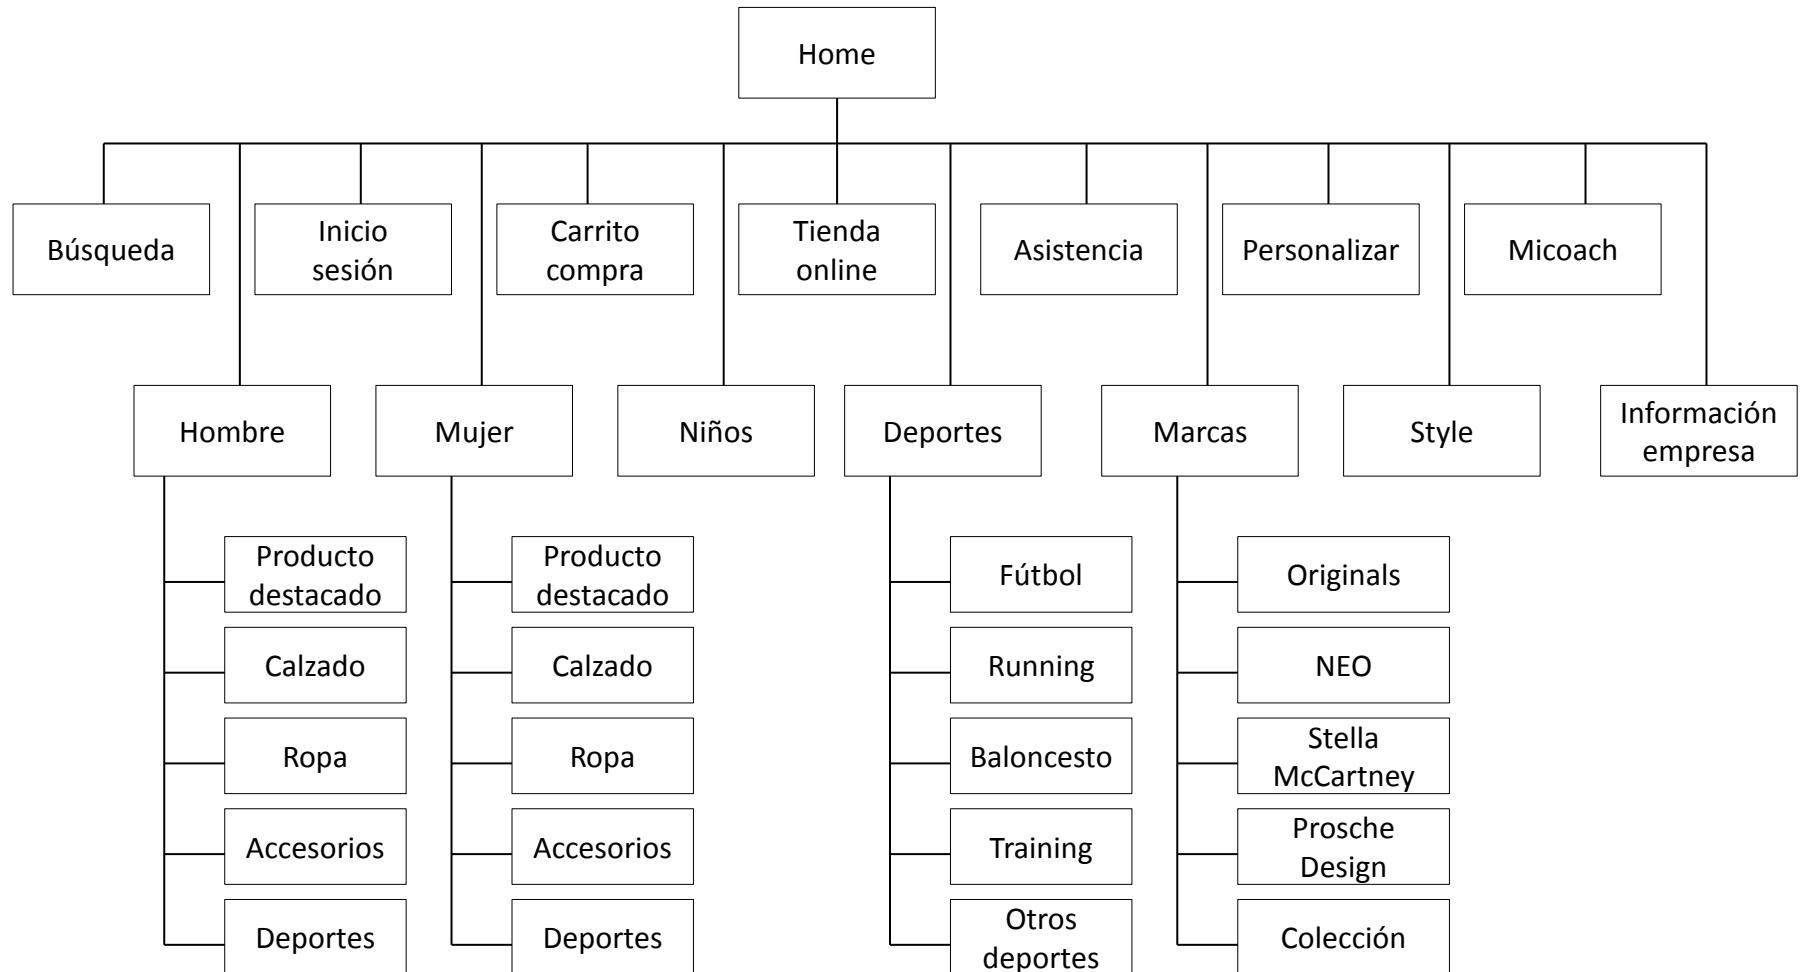 Home
Búsqueda
Inicio
sesión
Carrito
compra
Tienda
online
Asistencia
Personalizar
Micoach
Hombre
Mujer
Niños
Deportes
Marcas
Style
Información
empresa
Producto
destacado
Calzado
Ropa
Accesorios
Deportes
Producto
destacado
Calzado
Ropa
Accesorios
Deportes
Fútbol
Running
Baloncesto
Training
Otros
deportes
Originals
NEO
Stella
McCartney
Prosche
Design
Colección